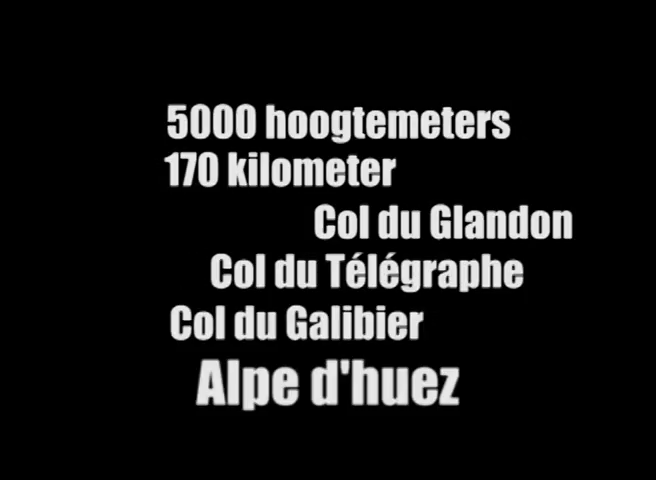 5000 hoogtemeters
170 kilometer
Col du Glandon
Col du Télégraphe
Col du Galibier
Alpe d'huez